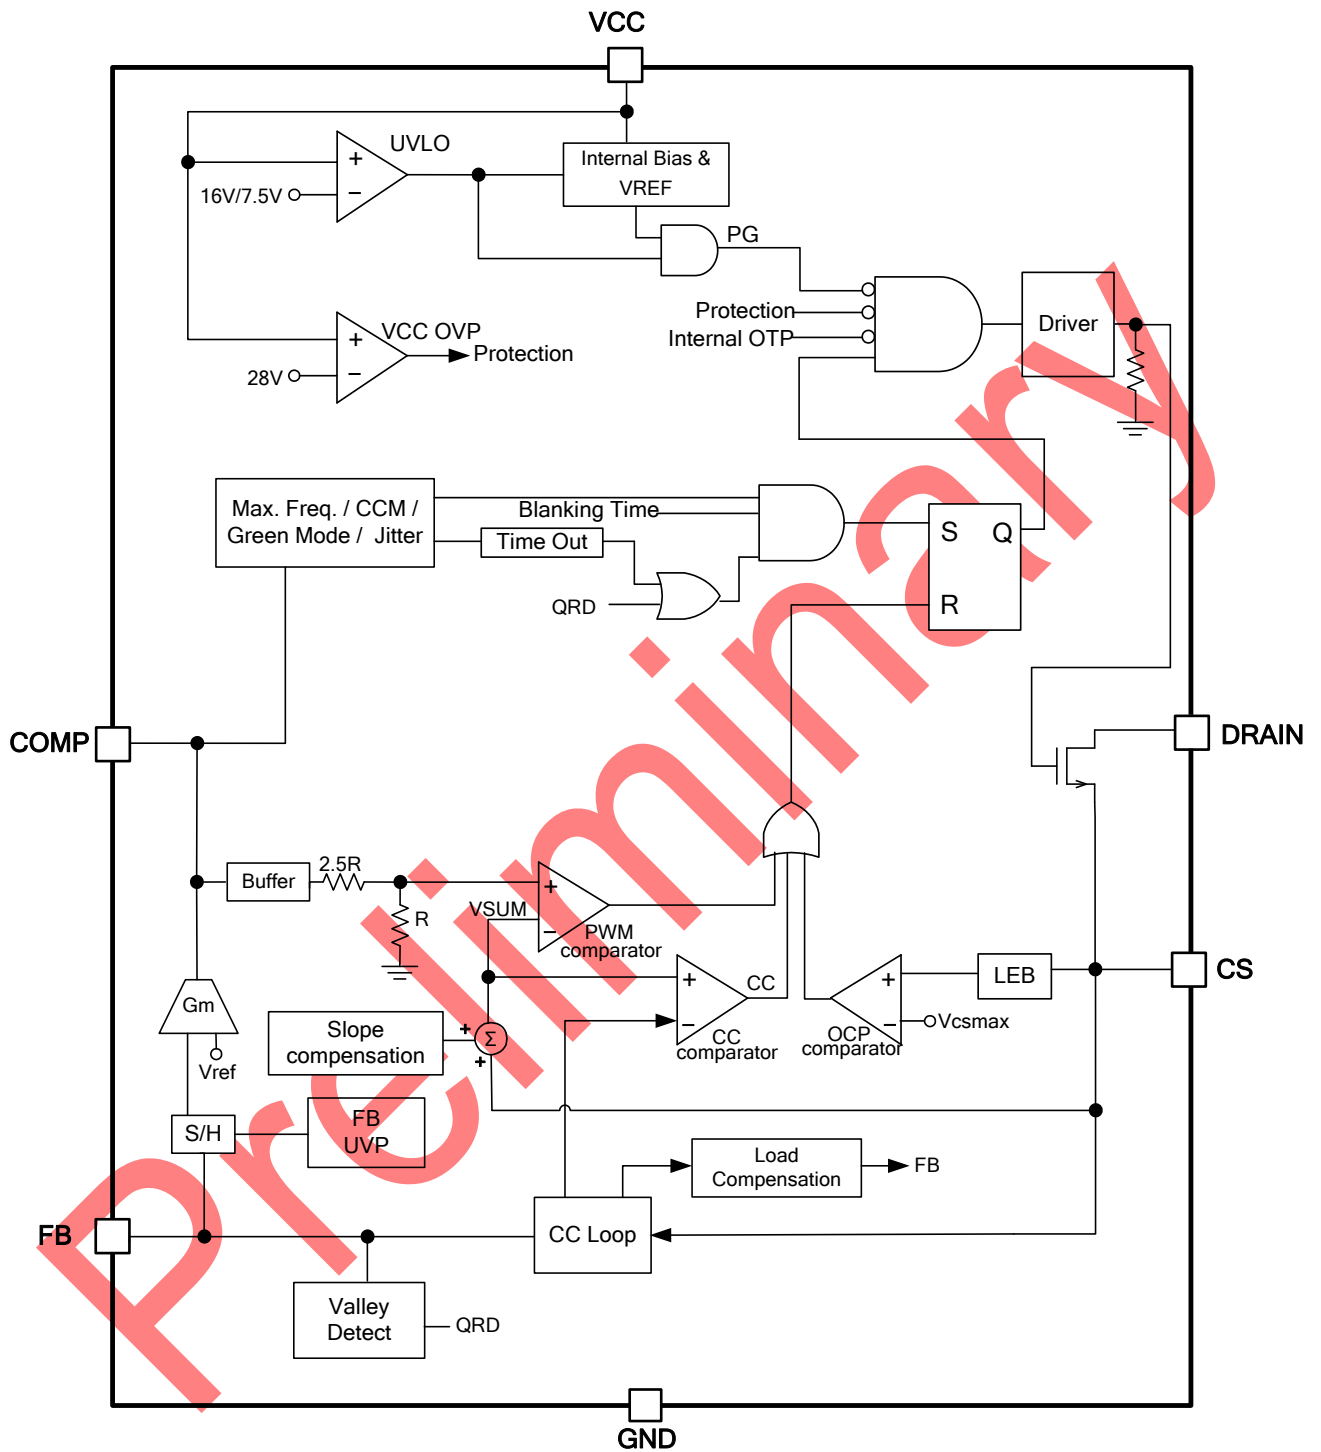 VCC
UVLO
+
−
16V/7.5V
Internal Bias &
VREF
PG
VCC OVP
+
−
28V
Protection
Protection
Internal OTP
Driver
Max. Freq. / CCM /
Green Mode / Jitter
Blanking Time
Time Out
QRD
S
Q
R
COMP
DRAIN
Buffer
2.5R
R
VSUM
+
−
PWM
comparator
Gm
Vref
+
−
CC
CC
comparator
+
−
OCP
comparator
Vcsmax
LEB
CS
Slope
compensation
+
Σ
+
S/H
FB
UVP
Load
Compensation
FB
FB
CC Loop
Valley
Detect
QRD
GND
Preliminary